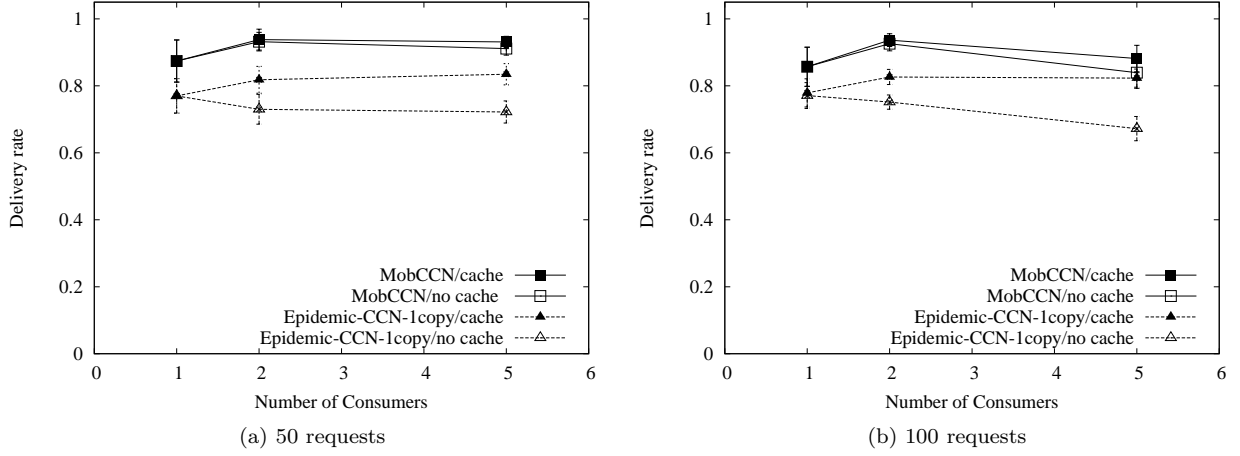 1
0.8
0.6
0.4
0.2
0
Delivery rate
MobCCN/cache
MobCCN/no cache
Epidemic-CCN-1copy/cache
Epidemic-CCN-1copy/no cache
0 1 2 3 4 5 6
Number of Consumers
(a) 50 requests
1
0.8
0.6
0.4
0.2
0
Delivery rate
MobCCN/cache
MobCCN/no cache
Epidemic-CCN-1copy/cache
Epidemic-CCN-1copy/no cache
0 1 2 3 4 5 6
Number of Consumers
(b) 100 requests